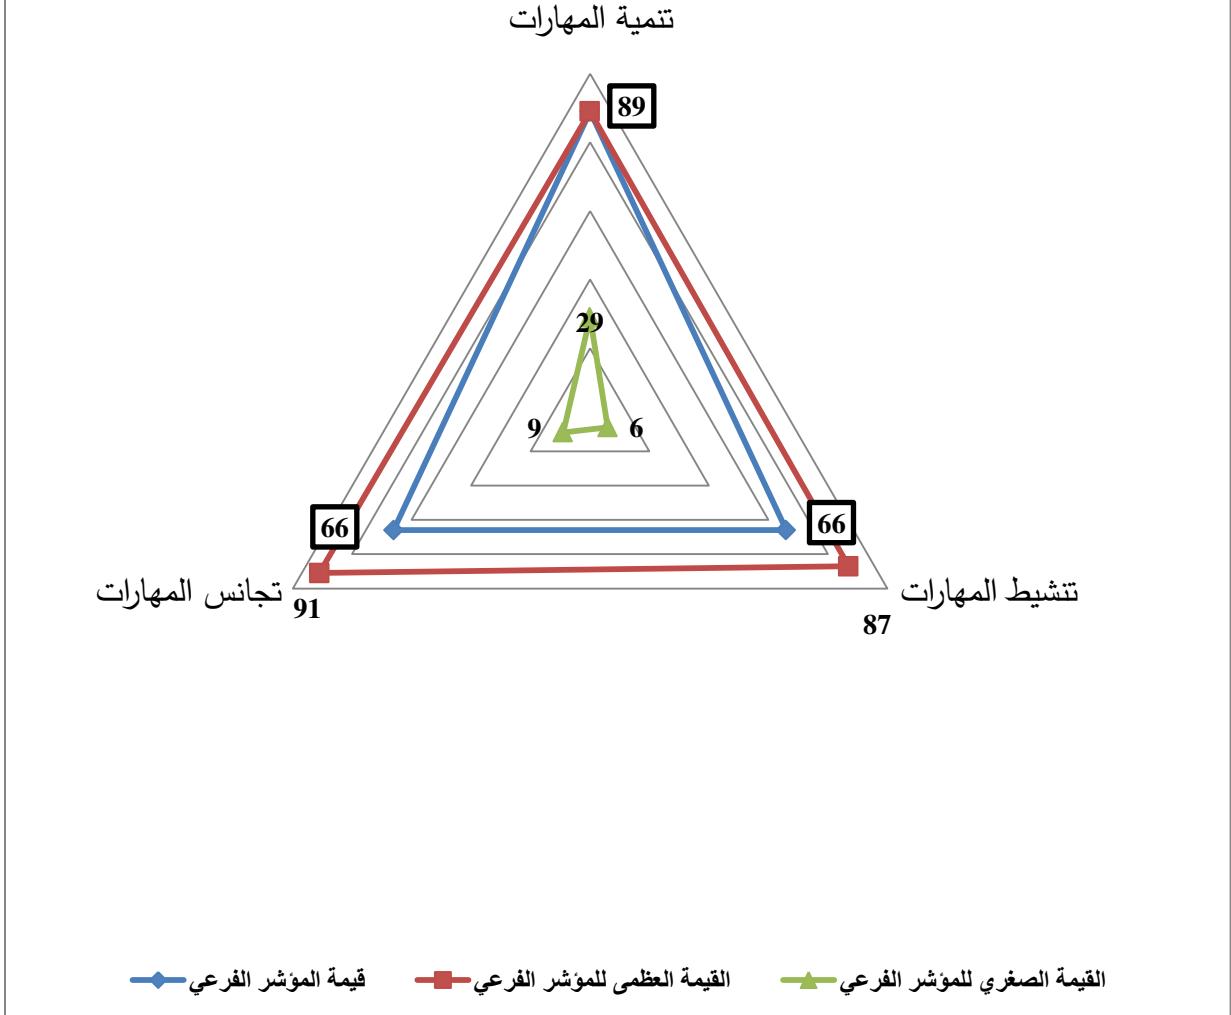 تنمية المهارات
89
29
9
6
66
66
تجانس المهارات
تنشيط المهارات
91
87
قيمة المؤشر الفرعي
القيمة العظمى للمؤشر الفرعي
القيمة الصغري للمؤشر الفرعي